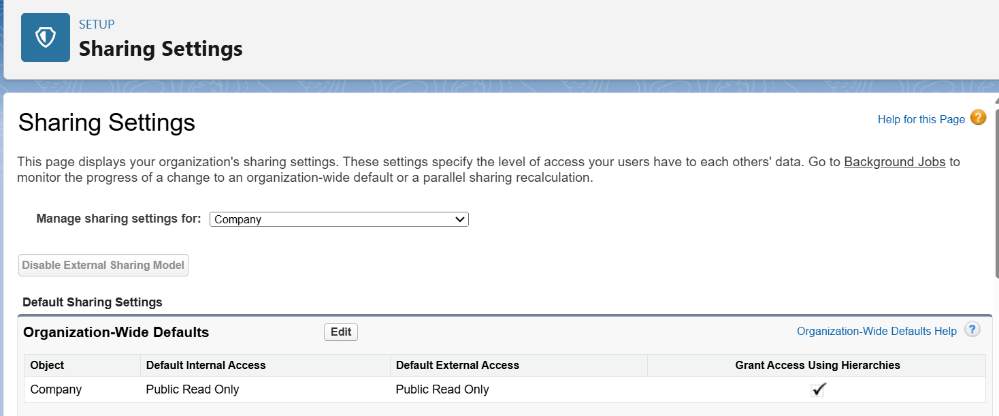 SETUP
Sharing Settings
Sharing Settings
Help for this Page ?
This page displays your organization's sharing settings. These settings specify the level of access your users have to each others' data. Go to Background Jobs to
monitor the progress of a change to an organization-wide default or a parallel sharing recalculation.
Manage sharing settings for: Company
Disable External Sharing Model
Default Sharing Settings
Organization-Wide Defaults Edit Organization-Wide Defaults Help ?
Object Default Internal Access Default External Access Grant Access Using Hierarchies
Company Public Read Only Public Read Only